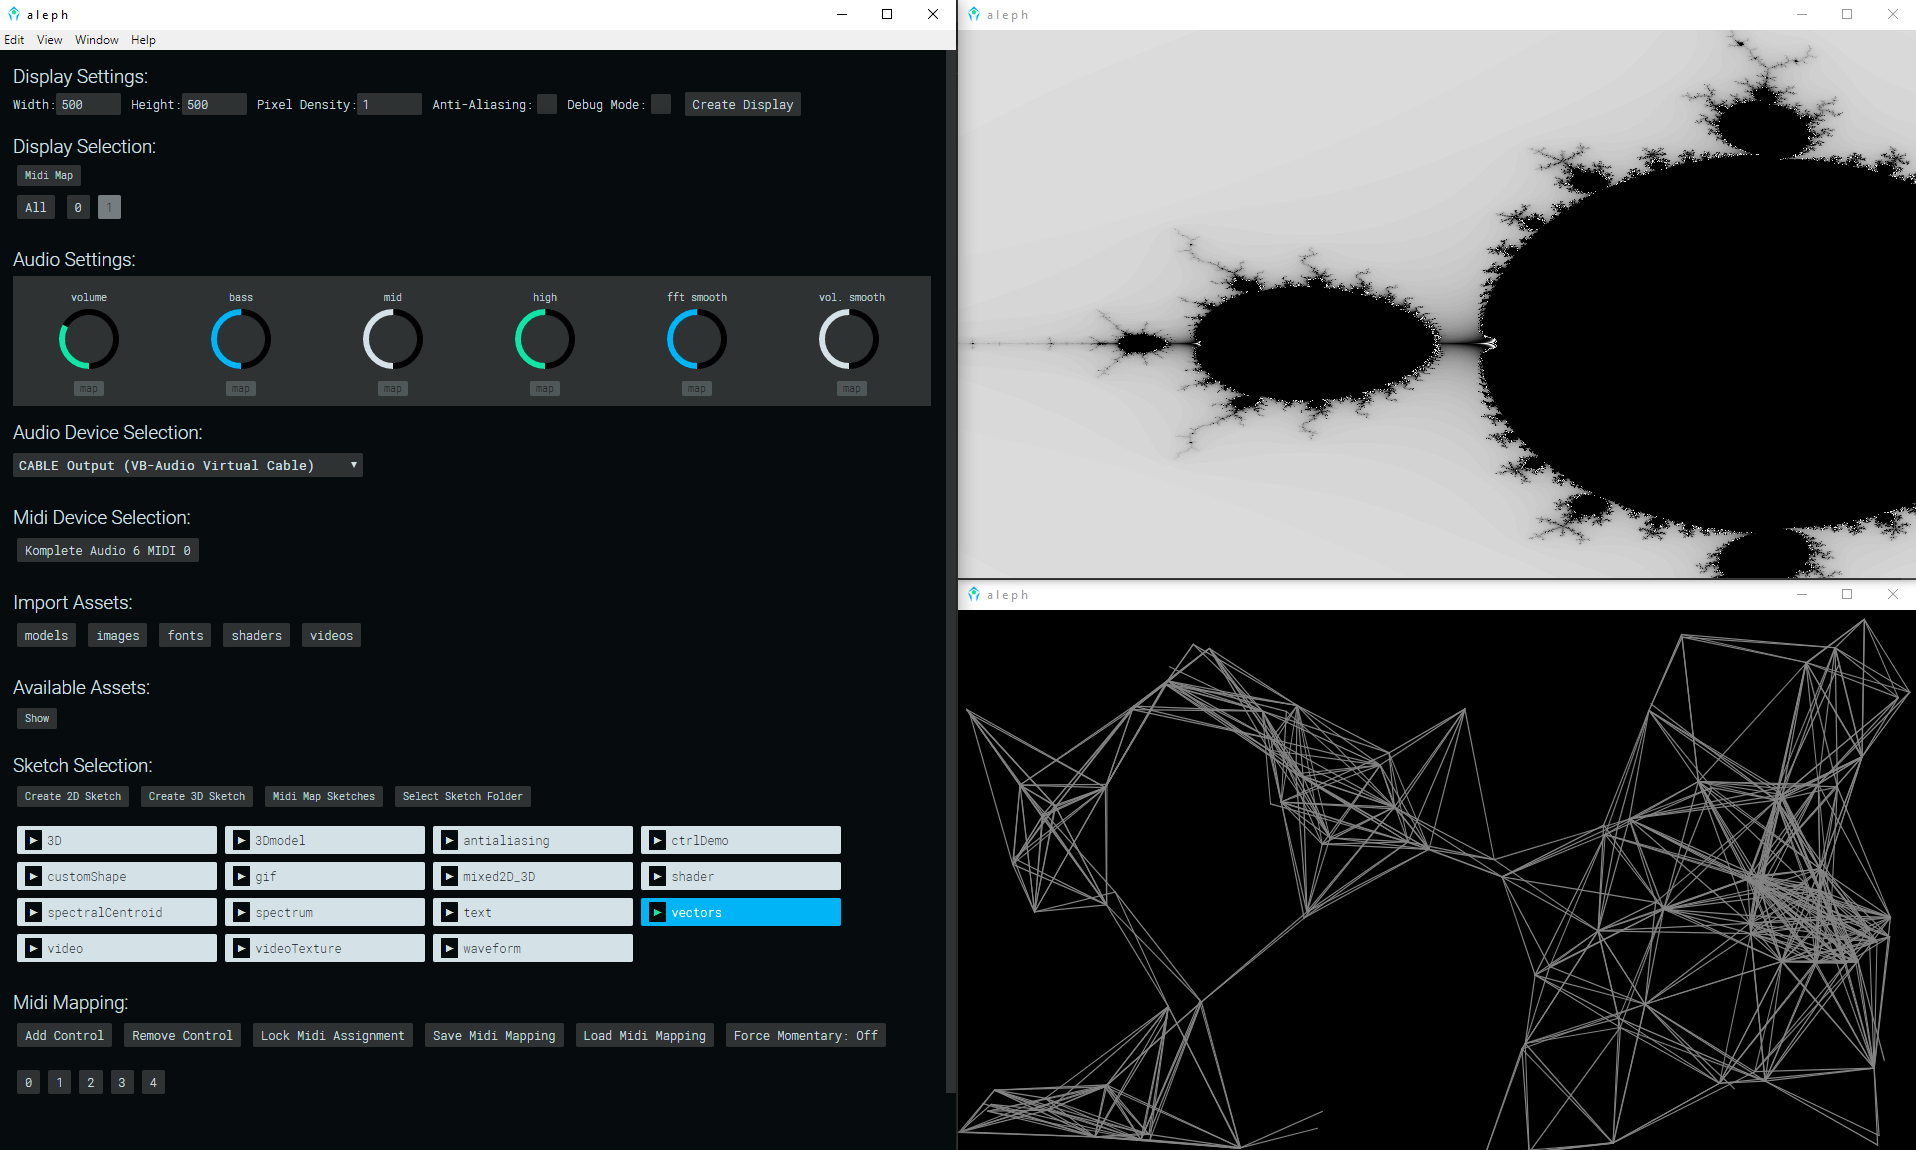 aleph
Edit View Window Help
Display Settings:
Width: 500 Height: 500 Pixel Density: 1 Anti-Aliasing: Debug Mode: Create Display
Display Selection:
Midi Map
All 0 1
Audio Settings:
volume bass mid high fft smooth vol. smooth
map map map map map map
Audio Device Selection:
CABLE Output (VB-Audio Virtual Cable)
Midi Device Selection:
Komplete Audio 6 MIDI 0
Import Assets:
models images fonts shaders videos
Available Assets:
Show
Sketch Selection:
Create 2D Sketch Create 3D Sketch Midi Map Sketches Select Sketch Folder
3D 3Dmodel antialiasing ctrlDemo
customShape gif mixed2D_3D shader
spectralCentroid spectrum text vectors
video videoTexture waveform
Midi Mapping:
Add Control Remove Control Lock Midi Assignment Save Midi Mapping Load Midi Mapping Force Momentary: Off
0 1 2 3 4
aleph
aleph